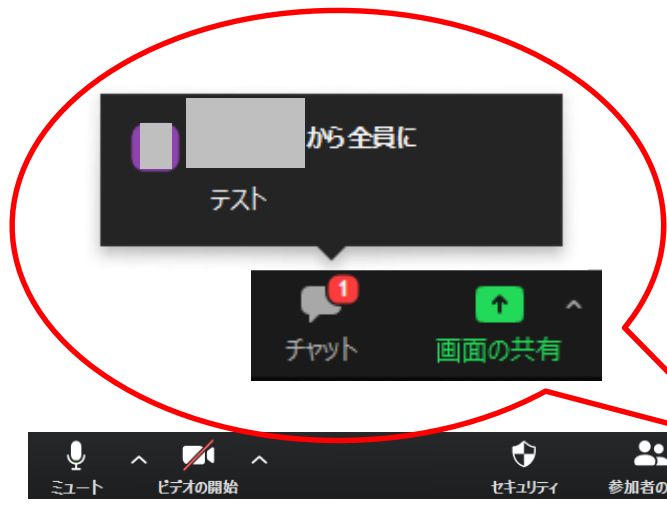 から全員に
テスト
1
チャット
画面の共有
ミュート
ビデオの開始
セキュリティ
参加者の